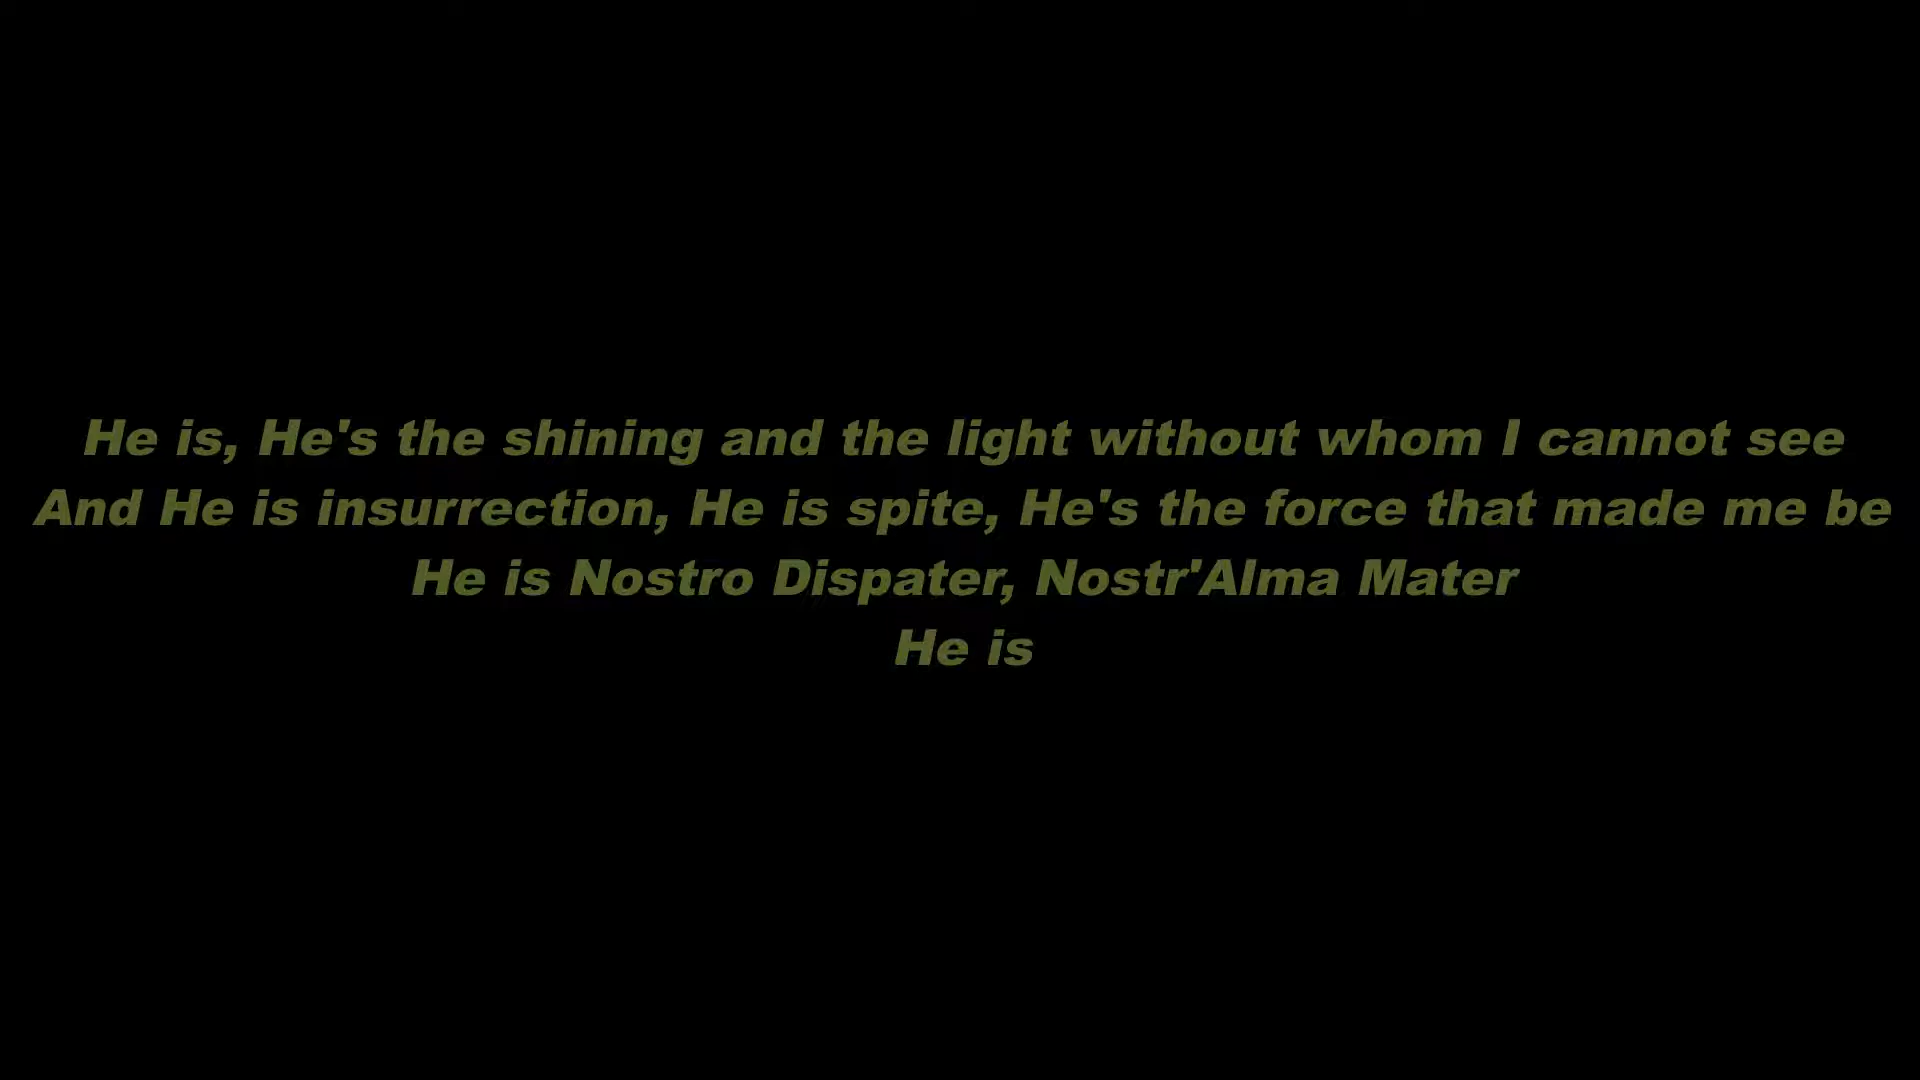 He is, He's the shining and the light without whom I cannot see
And He is insurrection, He is spite, He's the force that made me be
He is Nostro Dispater, Nostr'Alma Mater
He is